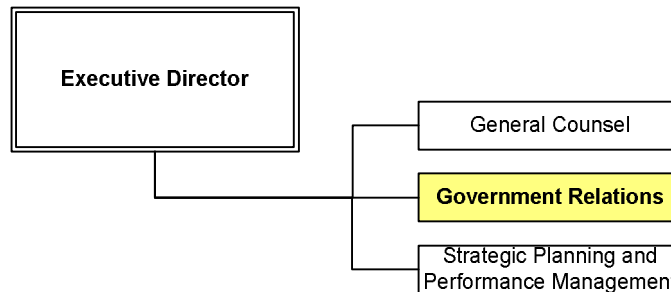 Executive Director
General Counsel
Government Relations
Strategic Planning and
Performance Managemen